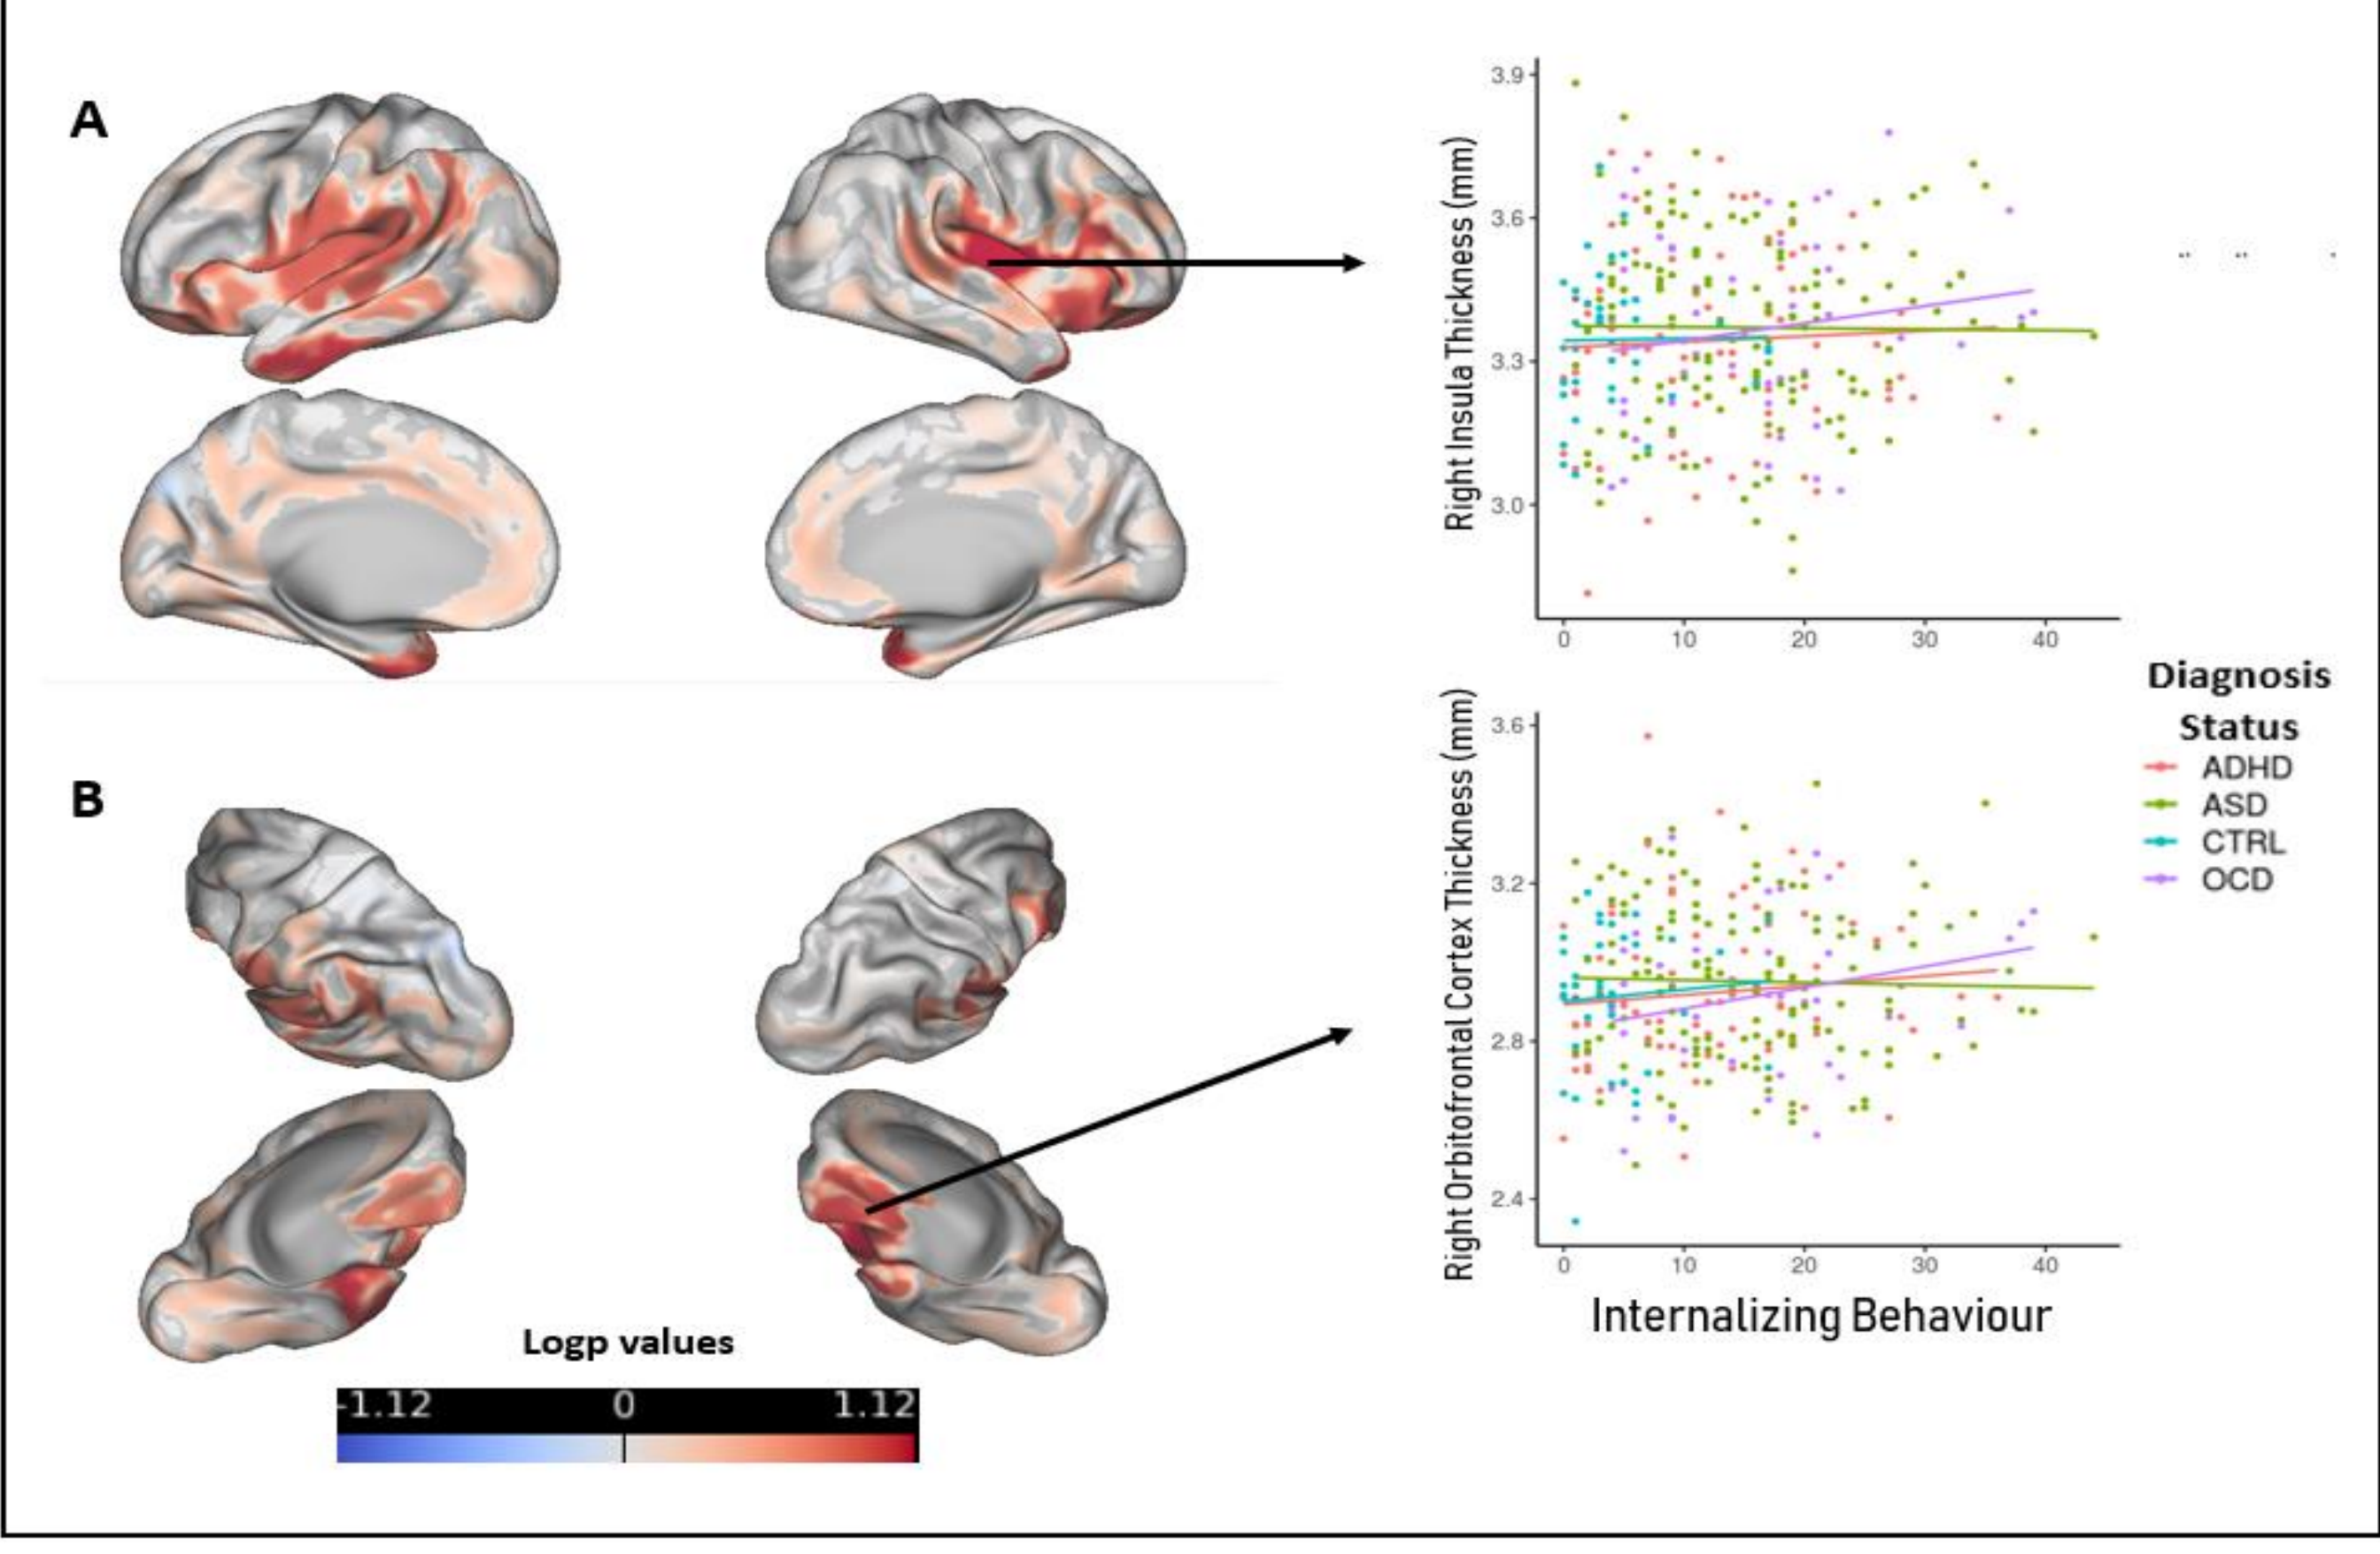 A
Right Insula Thickness (mm)
3.9
3.6
3.3
3.0
0 10 20 30 40
B
Right Orbitofrontal Cortex Thickness (mm)
3.6
3.2
2.8
2.4
0 10 20 30 40
Internalizing Behaviour
Diagnosis
Status
ADHD
ASD
CTRL
OCD
Logp values
-1.12 0 1.12